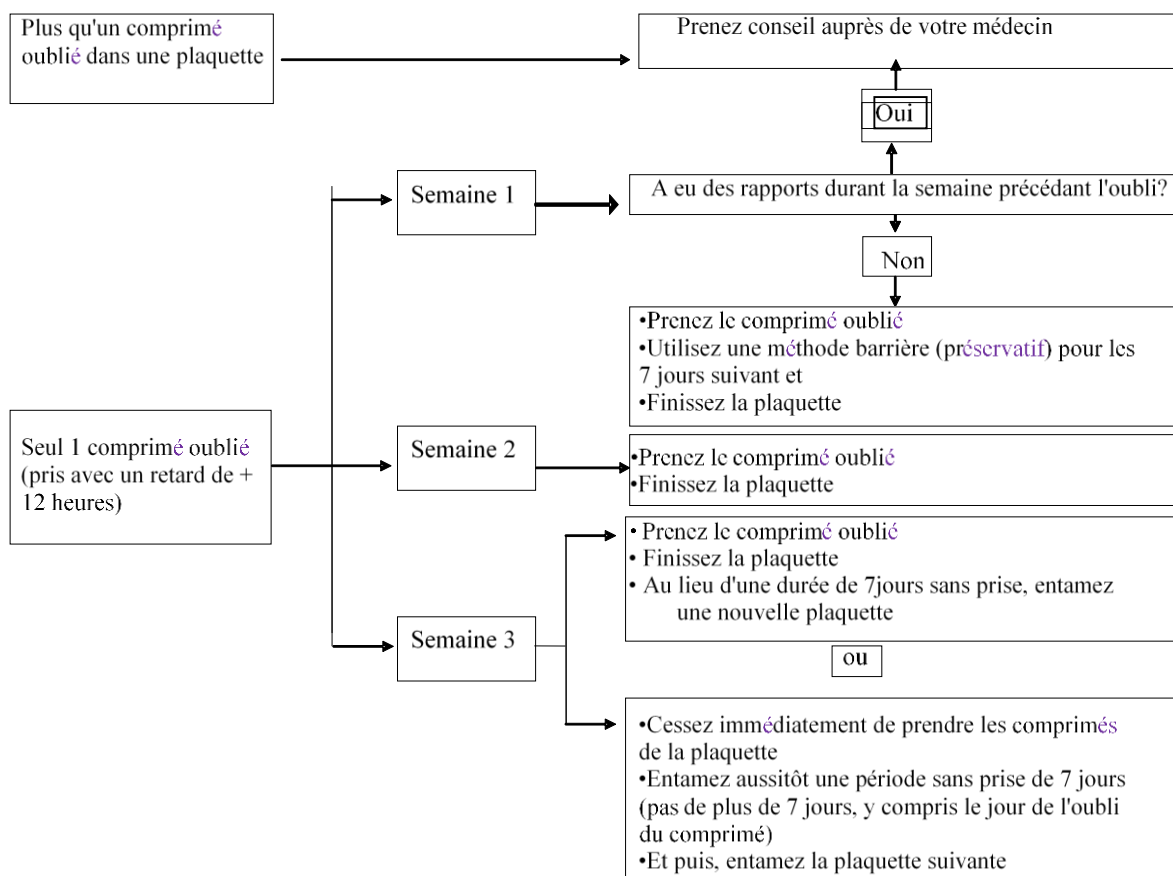 Plus qu'un comprimé
oublié dans une plaquette
Prenez conseil auprès de votre médecin
Oui
Semaine 1
A eu des rapports durant la semaine précédant l'oubli?
Non
•Prenez le comprimé oublié
•Utilisez une méthode barrière (préservatif) pour les
7 jours suivant et
•Finissez la plaquette
Seul 1 comprimé oublié
(pris avec un retard de +
12 heures)
Semaine 2
•Prenez le comprimé oublié
•Finissez la plaquette
Semaine 3
• Prenez le comprimé oublié
• Finissez la plaquette
• Au lieu d'une durée de 7jours sans prise, entamez
une nouvelle plaquette
ou
•Cessez immédiatement de prendre les comprimés
de la plaquette
•Entamez aussitôt une période sans prise de 7 jours
(pas de plus de 7 jours, y compris le jour de l'oubli
du comprimé)
•Et puis, entamez la plaquette suivante